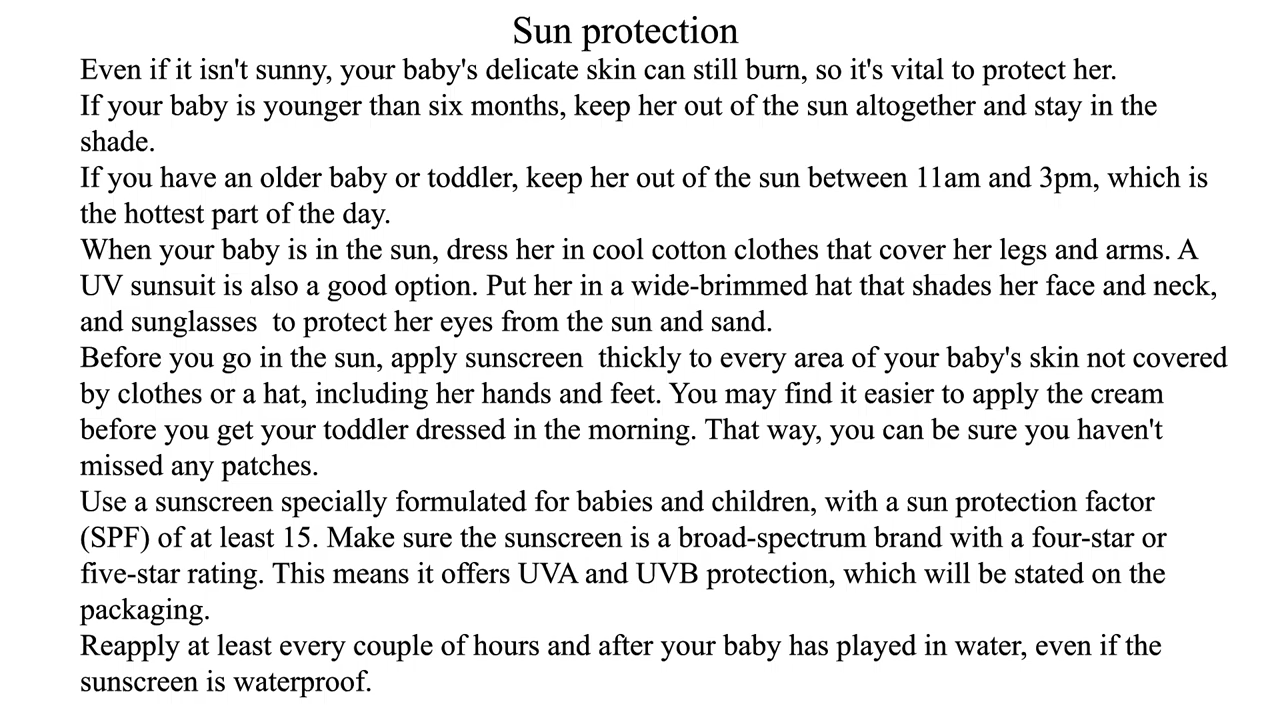 Sun protection
Even if it isn't sunny, your baby's delicate skin can still burn, so it's vital to protect her.
If your baby is younger than six months, keep her out of the sun altogether and stay in the
shade.
If you have an older baby or toddler, keep her out of the sun between 11am and 3pm, which is
the hottest part of the day.
When your baby is in the sun, dress her in cool cotton clothes that cover her legs and arms. A
UV sunsuit is also a good option. Put her in a wide-brimmed hat that shades her face and neck,
and sunglasses  to protect her eyes from the sun and sand.
Before you go in the sun, apply sunscreen  thickly to every area of your baby's skin not covered
by clothes or a hat, including her hands and feet. You may find it easier to apply the cream
before you get your toddler dressed in the morning. That way, you can be sure you haven't
missed any patches.
Use a sunscreen specially formulated for babies and children, with a sun protection factor
(SPF) of at least 15. Make sure the sunscreen is a broad-spectrum brand with a four-star or
five-star rating. This means it offers UVA and UVB protection, which will be stated on the
packaging.
Reapply at least every couple of hours and after your baby has played in water, even if the
sunscreen is waterproof.